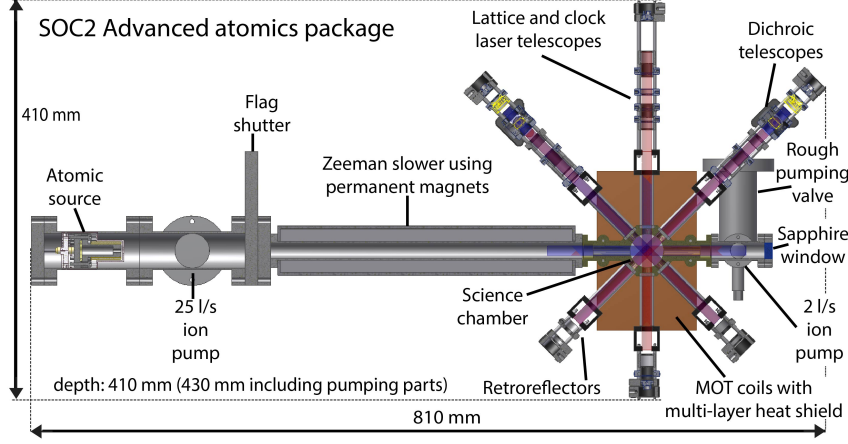 SOC2 Advanced atomics package
Lattice and clock
laser telescopes
Dichroic
telescopes
410 mm
Flag
shutter
Atomic
source
Zeeman slower using
permanent magnets
Rough
pumping
valve
Sapphire
window
25 l/s
ion
pump
Science
chamber
2 l/s
ion
pump
depth: 410 mm (430 mm including pumping parts)
Retroreflectors
MOT coils with
multi-layer heat shield
810 mm